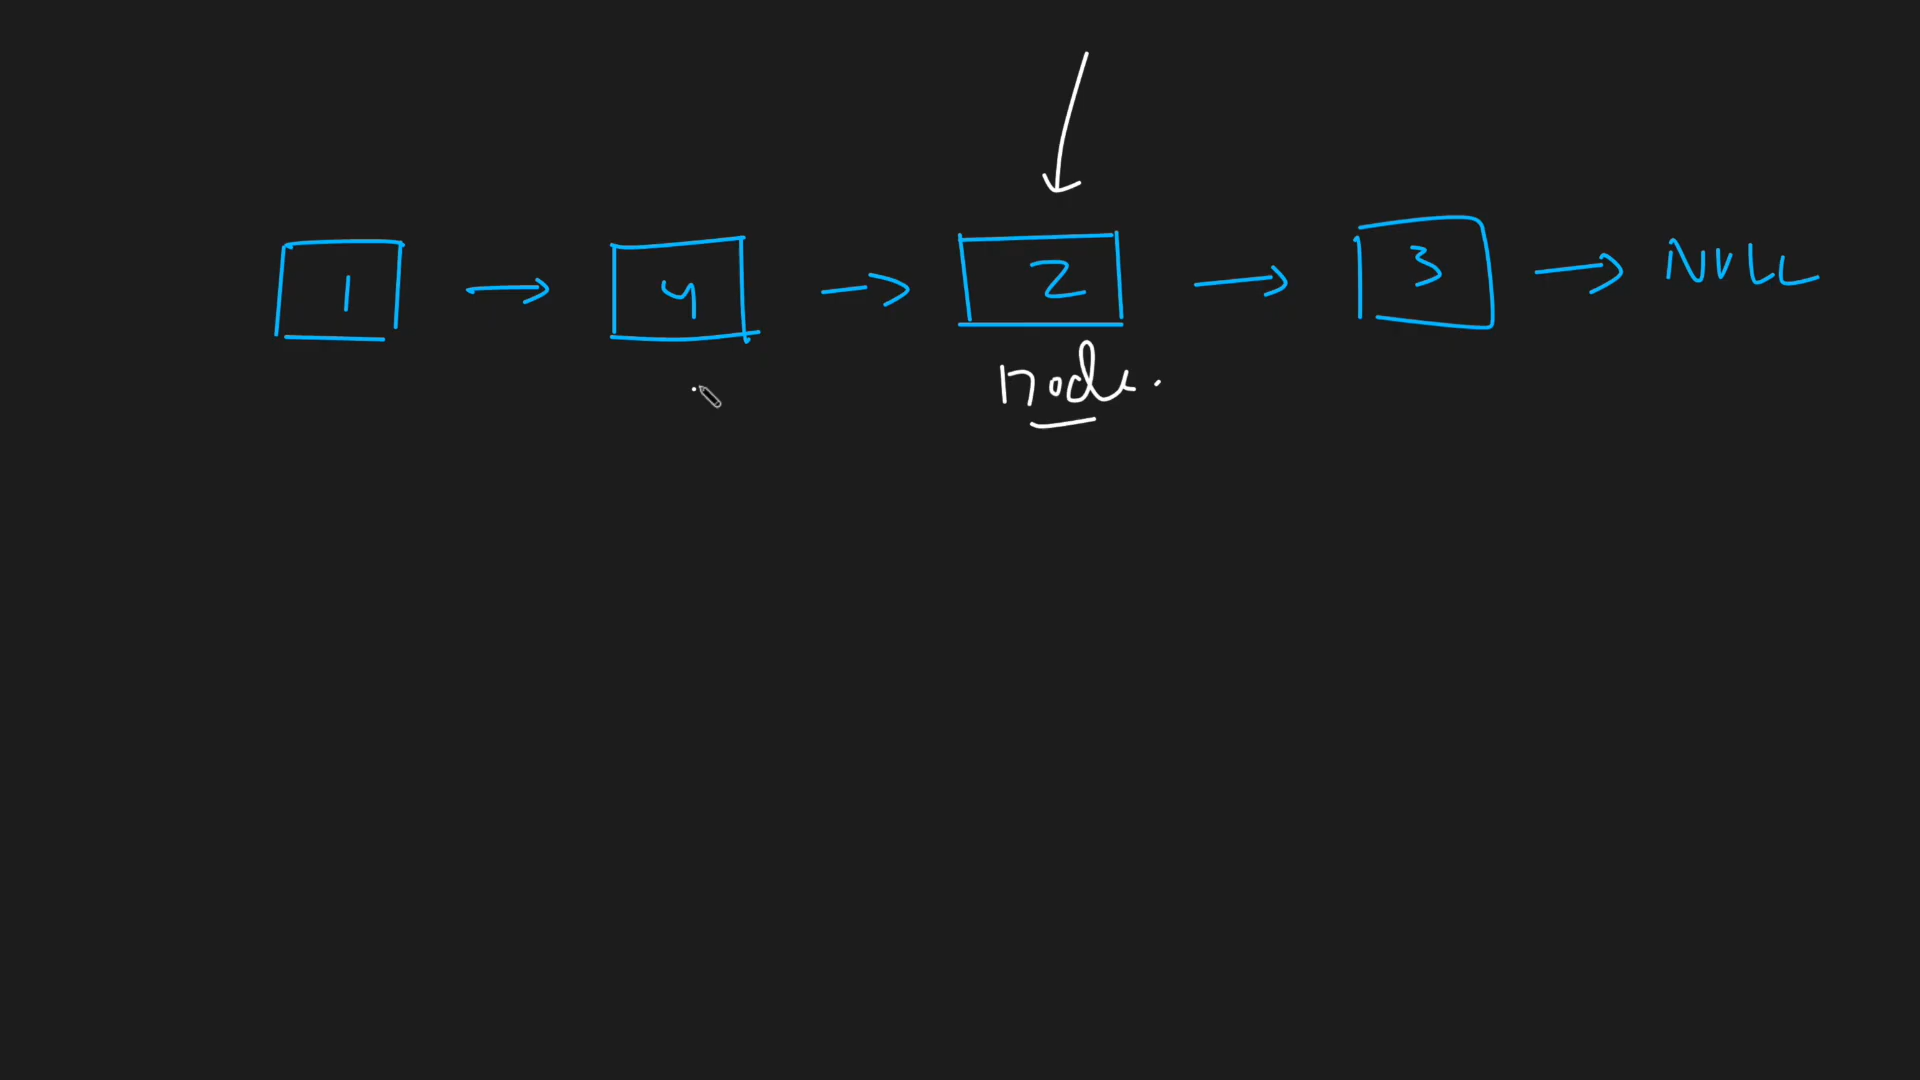 1 → 4 → 2 → 3 → NULL
node.